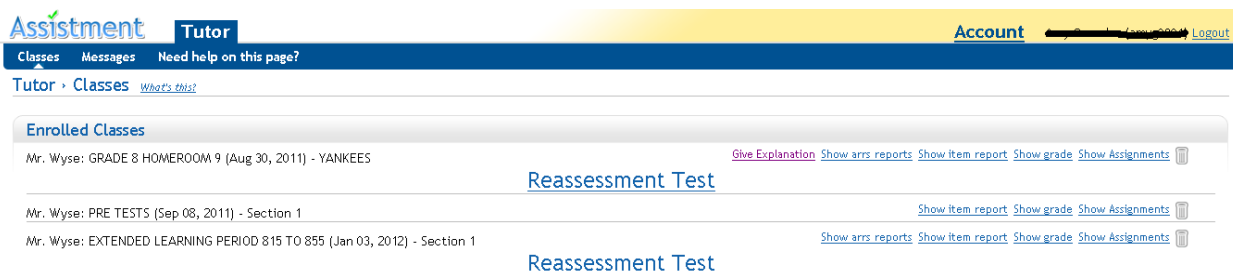 Assistment Tutor Account Logout
Classes Messages Need help on this page?
Tutor › Classes What's this?
Enrolled Classes
Mr. Wyse: GRADE 8 HOMEROOM 9 (Aug 30, 2011) - YANKEES Give Explanation Show arrs reports Show item report Show grade Show Assignments
Reassessment Test
Mr. Wyse: PRE TESTS (Sep 08, 2011) - Section 1 Show item report Show grade Show Assignments
Mr. Wyse: EXTENDED LEARNING PERIOD 815 TO 855 (Jan 03, 2012) - Section 1 Show arrs reports Show item report Show grade Show Assignments
Reassessment Test